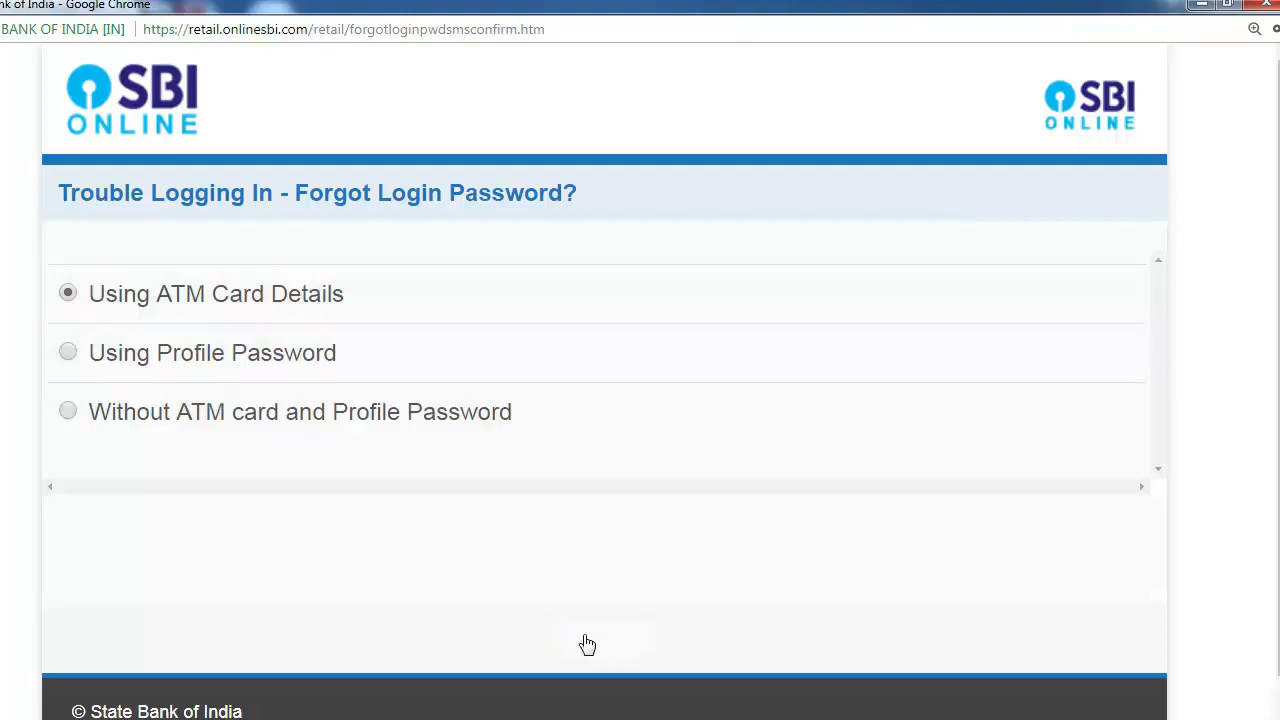 nk of India - Google Chrome
BANK OF INDIA [IN] https://retail.onlinesbi.com/retail/forgotloginpwdsmsconfirm.htm
SBI ONLINE
SBI ONLINE
Trouble Logging In - Forgot Login Password?
Using ATM Card Details
Using Profile Password
Without ATM card and Profile Password
© State Bank of India